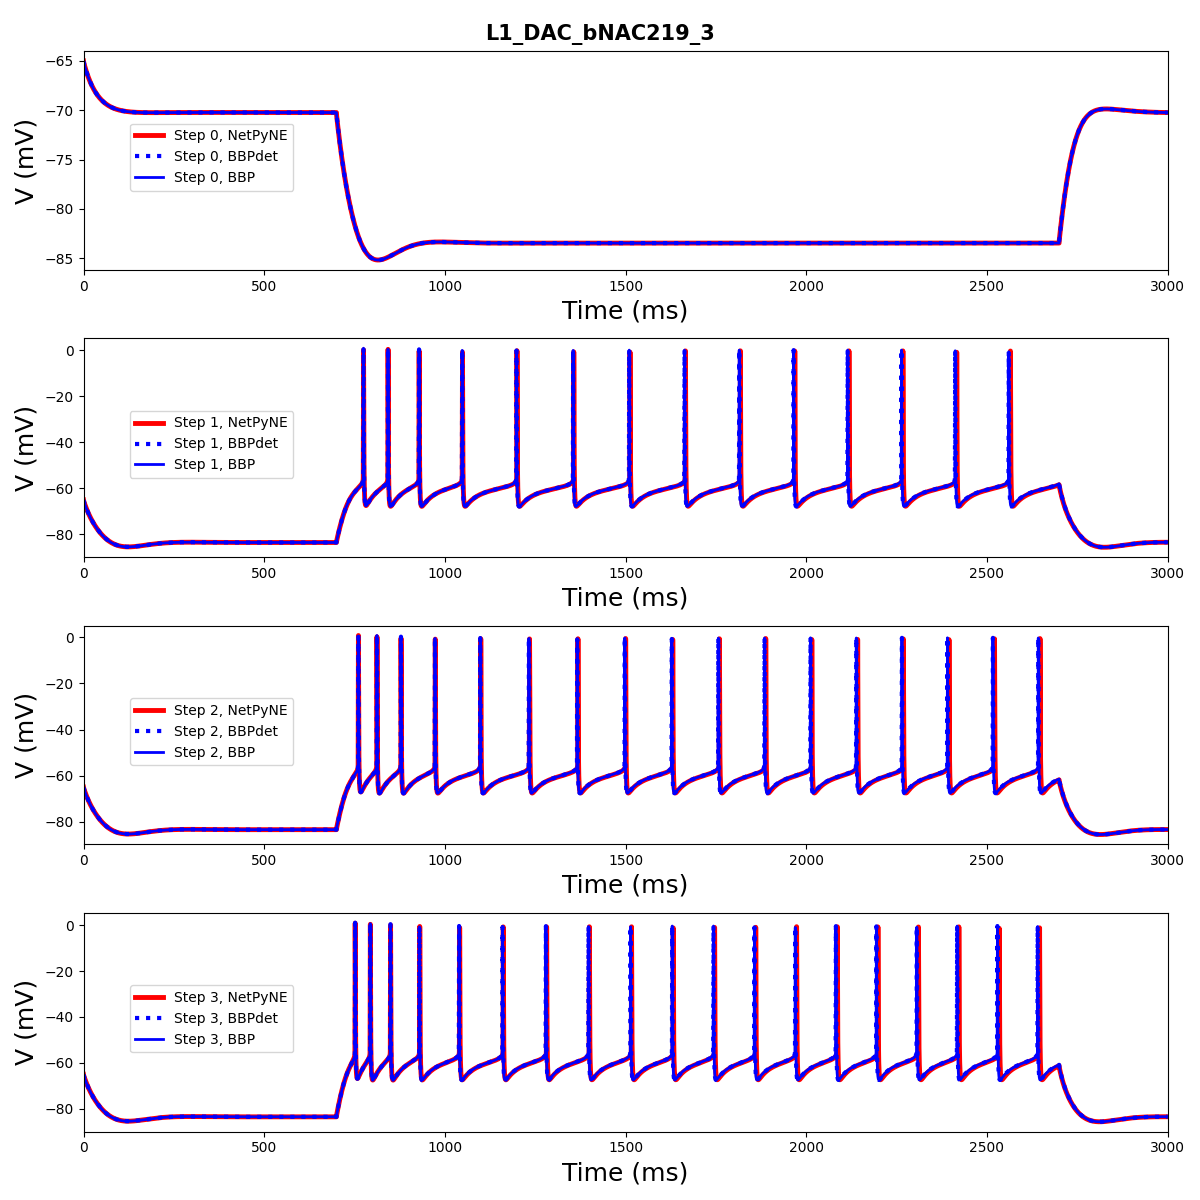 L1_DAC_bNAC219_3
−65
−70
−75
−80
−85
V (mV)
Step 0, NetPyNE
Step 0, BBPdet
Step 0, BBP
0 500 1000 1500 2000 2500 3000
Time (ms)
0
−20
−40
−60
−80
V (mV)
Step 1, NetPyNE
Step 1, BBPdet
Step 1, BBP
0 500 1000 1500 2000 2500 3000
Time (ms)
0
−20
−40
−60
−80
V (mV)
Step 2, NetPyNE
Step 2, BBPdet
Step 2, BBP
0 500 1000 1500 2000 2500 3000
Time (ms)
0
−20
−40
−60
−80
V (mV)
Step 3, NetPyNE
Step 3, BBPdet
Step 3, BBP
0 500 1000 1500 2000 2500 3000
Time (ms)